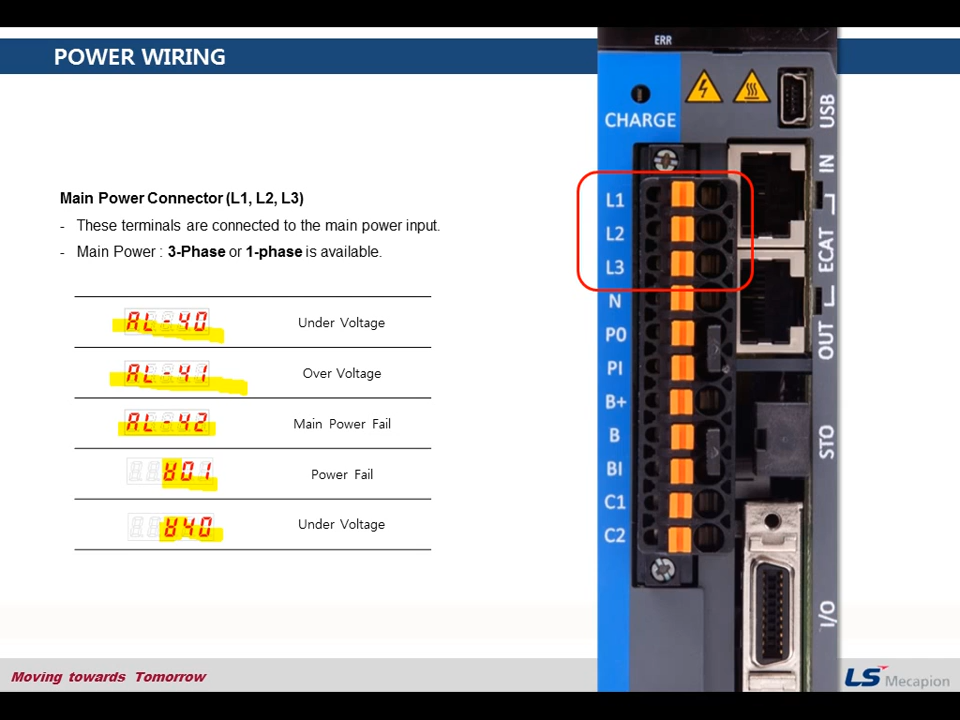 ERR
POWER WIRING
CHARGE
USB
IN
ECAT
OUT
STO
I/O
Main Power Connector (L1, L2, L3)
- These terminals are connected to the main power input.
- Main Power : 3-Phase or 1-phase is available.
AL-40 Under Voltage
AL-41 Over Voltage
AL-42 Main Power Fail
W01 Power Fail
W40 Under Voltage
L1
L2
L3
N
PO
PI
B+
B
BI
C1
C2
Moving towards Tomorrow
LS Mecapion